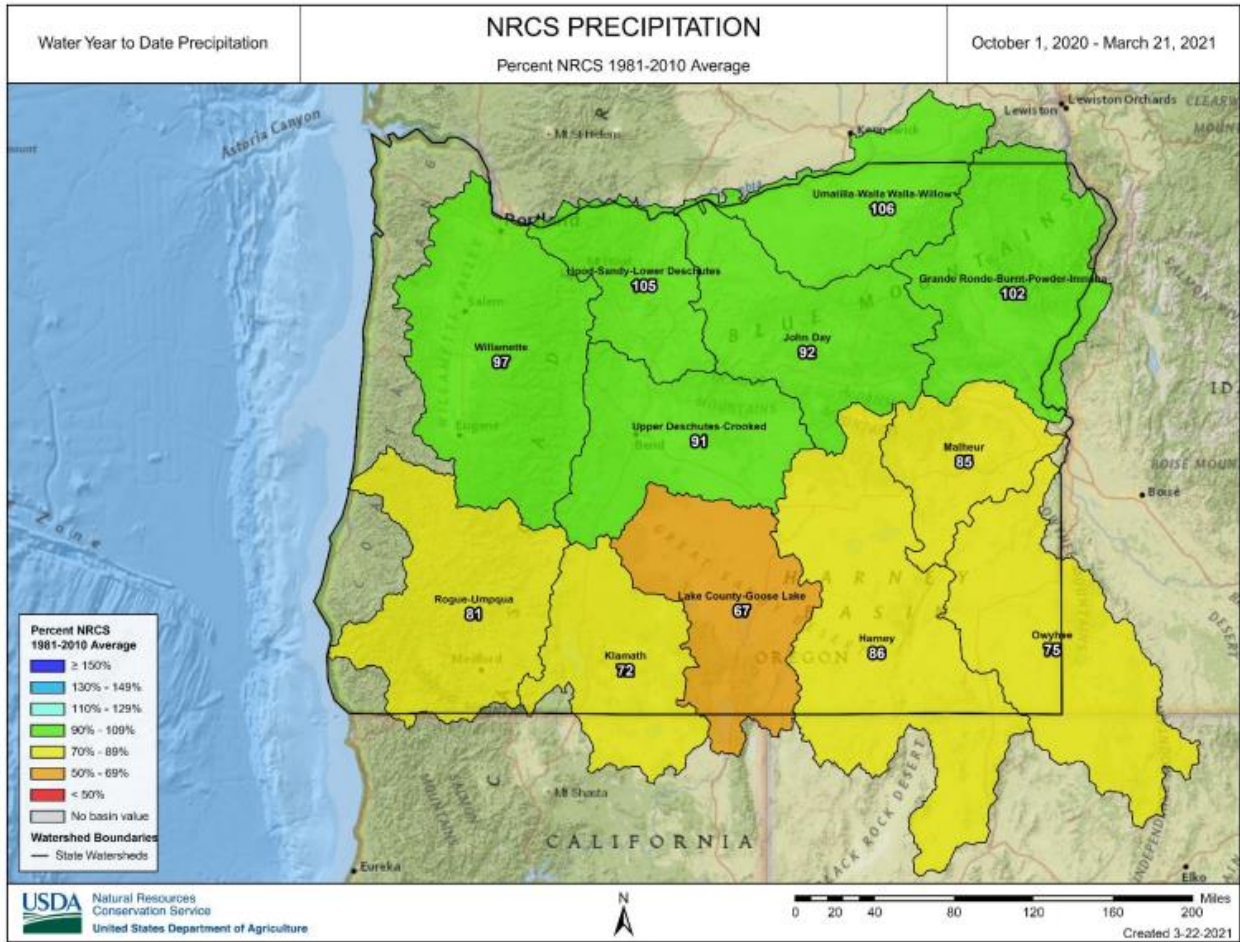 Water Year to Date Precipitation
NRCS PRECIPITATION
Percent NRCS 1981-2010 Average
October 1, 2020 - March 21, 2021
Astoria Canyon
Lewiston
Lewiston Orchards
Umatilla-Walla Walla-Willow
106
Hood-Sandy-Lower Deschutes
105
Grande Ronde-Burnt-Powder-Imnaha
102
Salem
Willamette
97
John Day
92
BLUE MOUNTAINS
Eugene
Upper Deschutes-Crooked
91
Bend
MOUNTAINS
Malheur
85
Boise
Rogue-Umpqua
81
Medford
Klamath
72
Lake County-Goose Lake
67
HARNEY
BASIN
OREGON
Harney
86
Owyhee
75
Mt Shasta
CALIFORNIA
BLACK ROCK DESERT
Eureka
Elko
Percent NRCS
1981-2010 Average
≥ 150%
130% - 149%
110% - 129%
90% - 109%
70% - 89%
50% - 69%
< 50%
No basin value
Watershed Boundaries
State Watersheds
USDA
Natural Resources
Conservation Service
United States Department of Agriculture
N
Miles
0 20 40 80 120 160 200
Created 3-22-2021